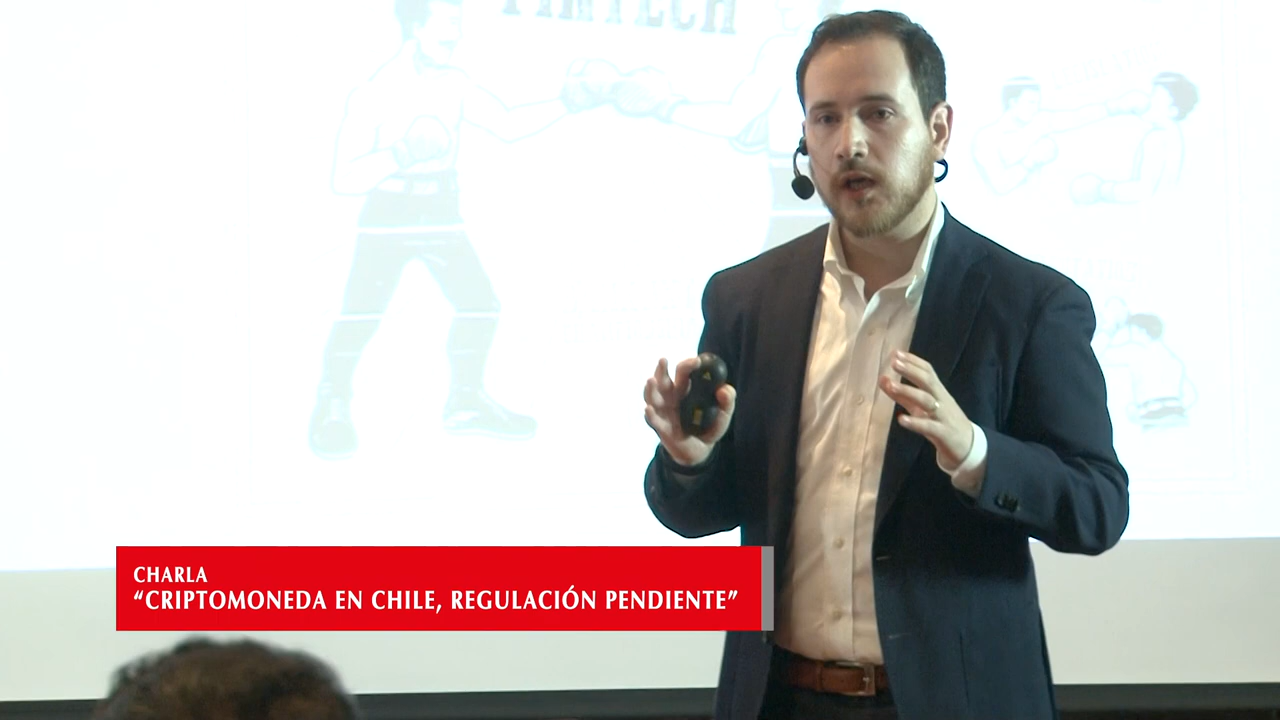 FINTECH
CHARLA
“CRIPTOMONEDA EN CHILE, REGULACIÓN PENDIENTE”